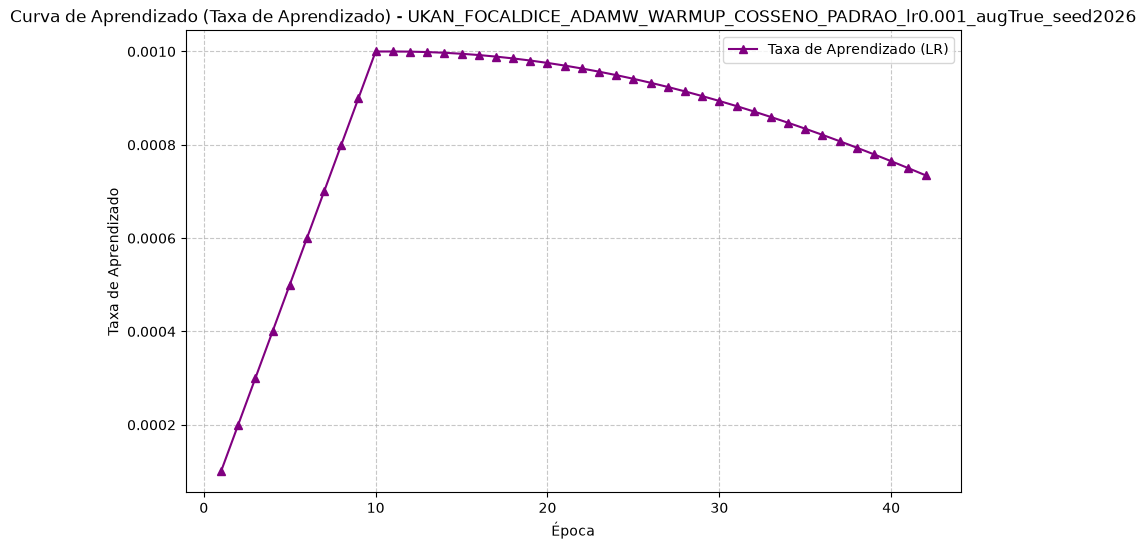 Curva de Aprendizado (Taxa de Aprendizado) - UKAN_FOCALDICE_ADAMW_WARMUP_COSSENO_PADRAO_lr0.001_augTrue_seed2026
Taxa de Aprendizado (LR)
0.0010
0.0008
0.0006
0.0004
0.0002
Taxa de Aprendizado
0 10 20 30 40
Época